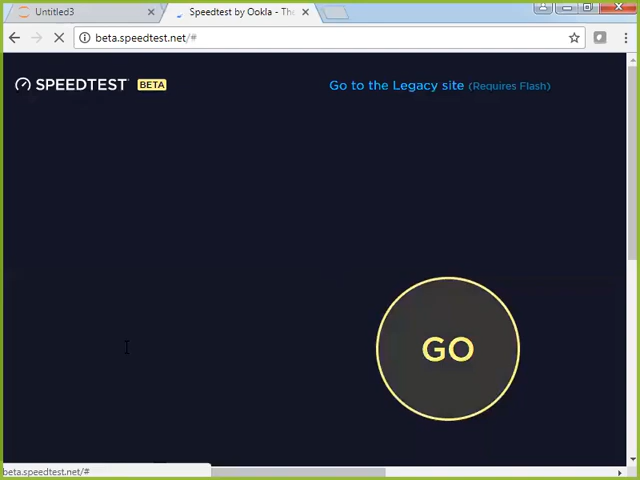 Untitled3
Speedtest by Ookla - The
beta.speedtest.net/#
SPEEDTEST BETA
Go to the Legacy site (Requires Flash)
GO
beta.speedtest.net/#